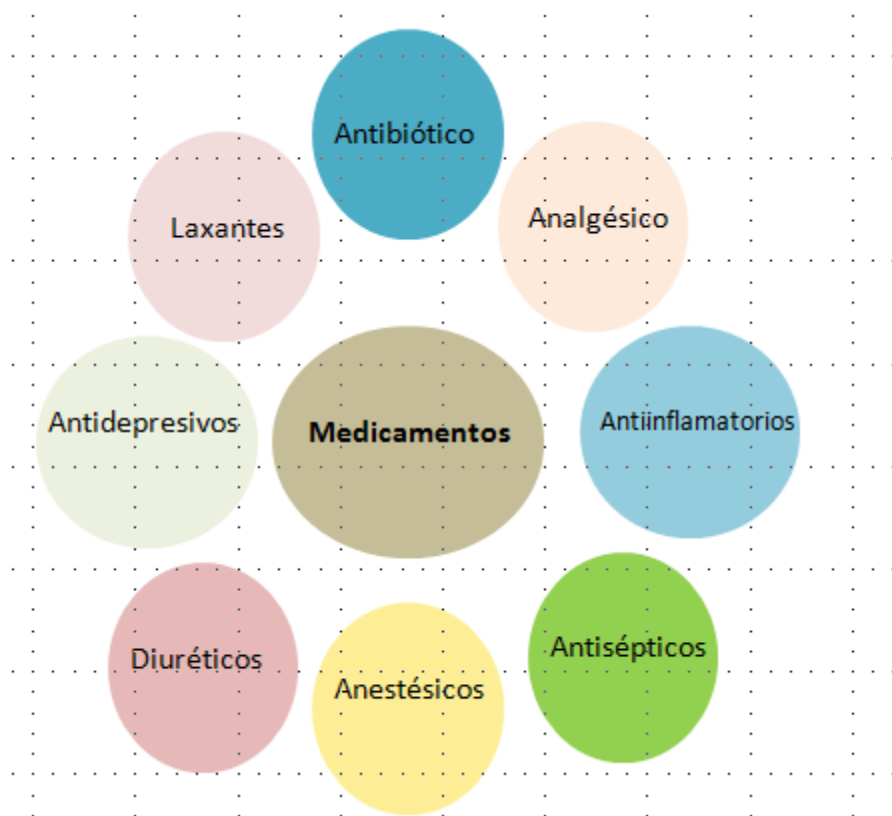 Antibiótico
Analgésico
Laxantes
Antidepresivos
Medicamentos
Antiinflamatorios
Diuréticos
Anestésicos
Antisépticos